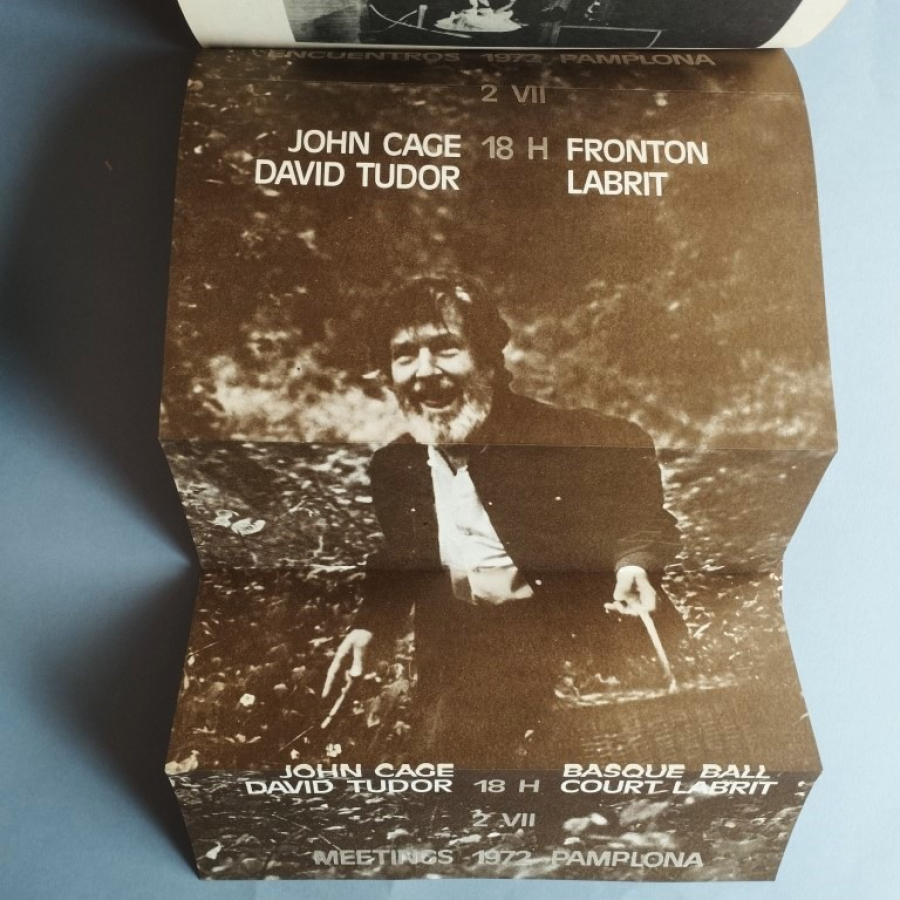 ENCUENTROS 1972 PAMPLONA
2 VII
JOHN CAGE 18 H FRONTON
DAVID TUDOR LABRIT
JOHN CAGE BASQUE BALL
DAVID TUDOR 18 H COURT LABRIT
2 VII
MEETINGS 1972 PAMPLONA